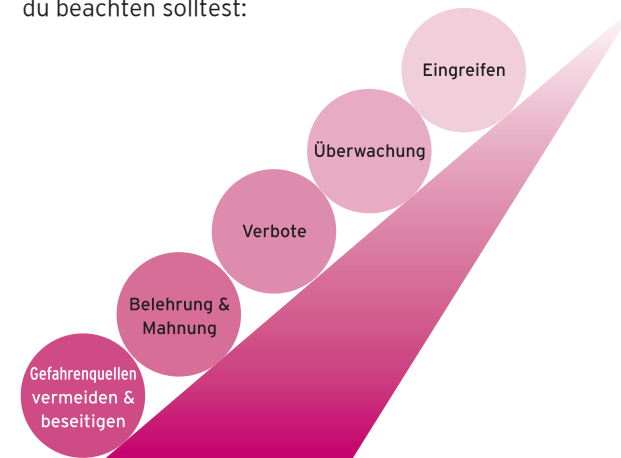 du beachten solltest:
Eingreifen
Überwachung
Verbote
Belehrung &
Mahnung
Gefahrenquellen
vermeiden &
beseitigen